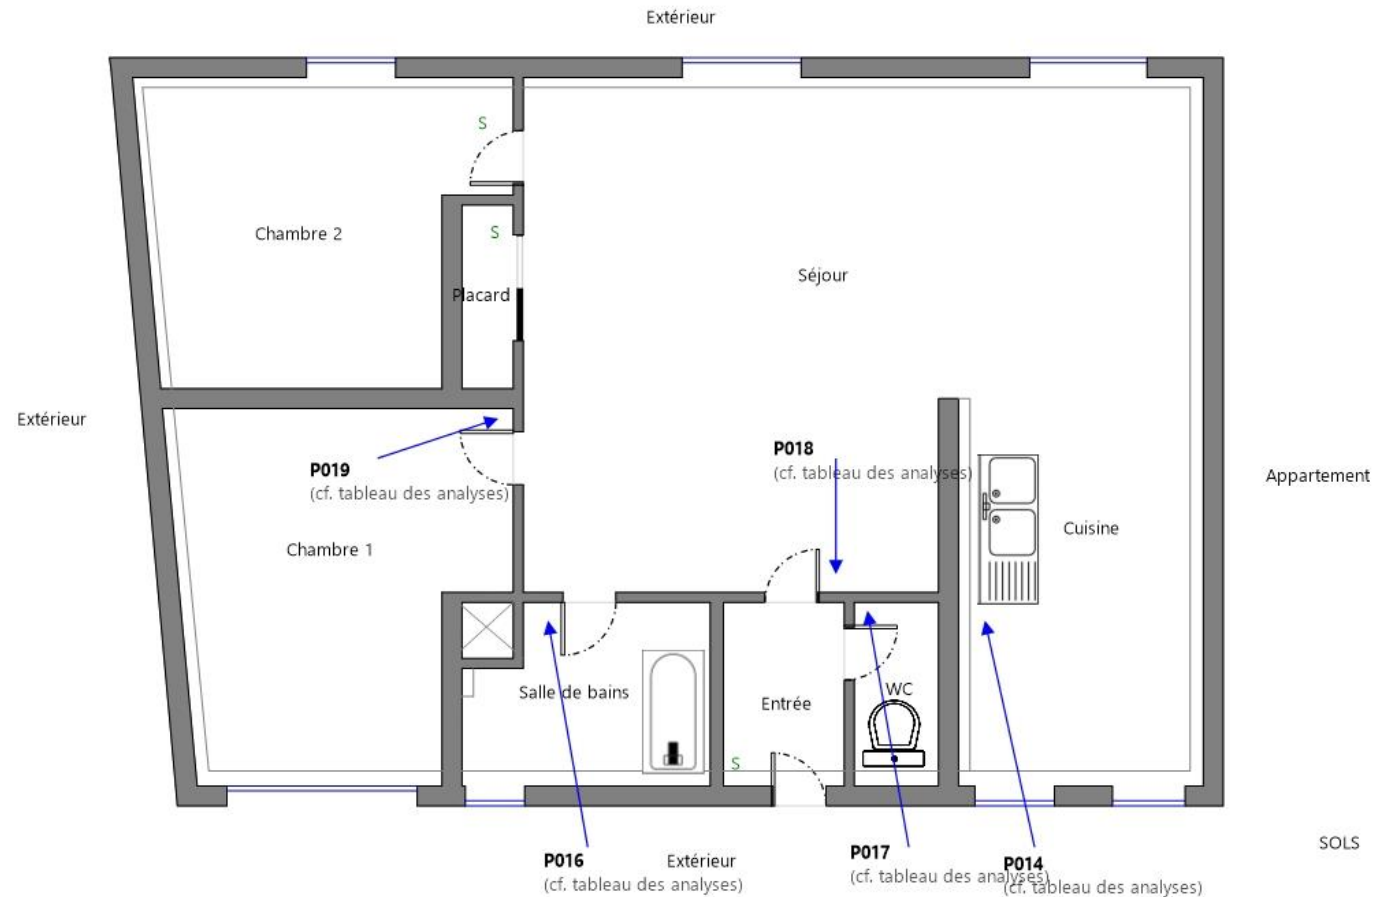 Extérieur
S
Chambre 2
S
Séjour
Placard
Extérieur
P019
(cf. tableau des analyses)
P018
(cf. tableau des analyses)
Appartement
Cuisine
Chambre 1
Salle de bains
WC
Entrée
S
SOLS
P016
(cf. tableau des analyses)
Extérieur
P017
(cf. tableau des analyses)
P014
(cf. tableau des analyses)